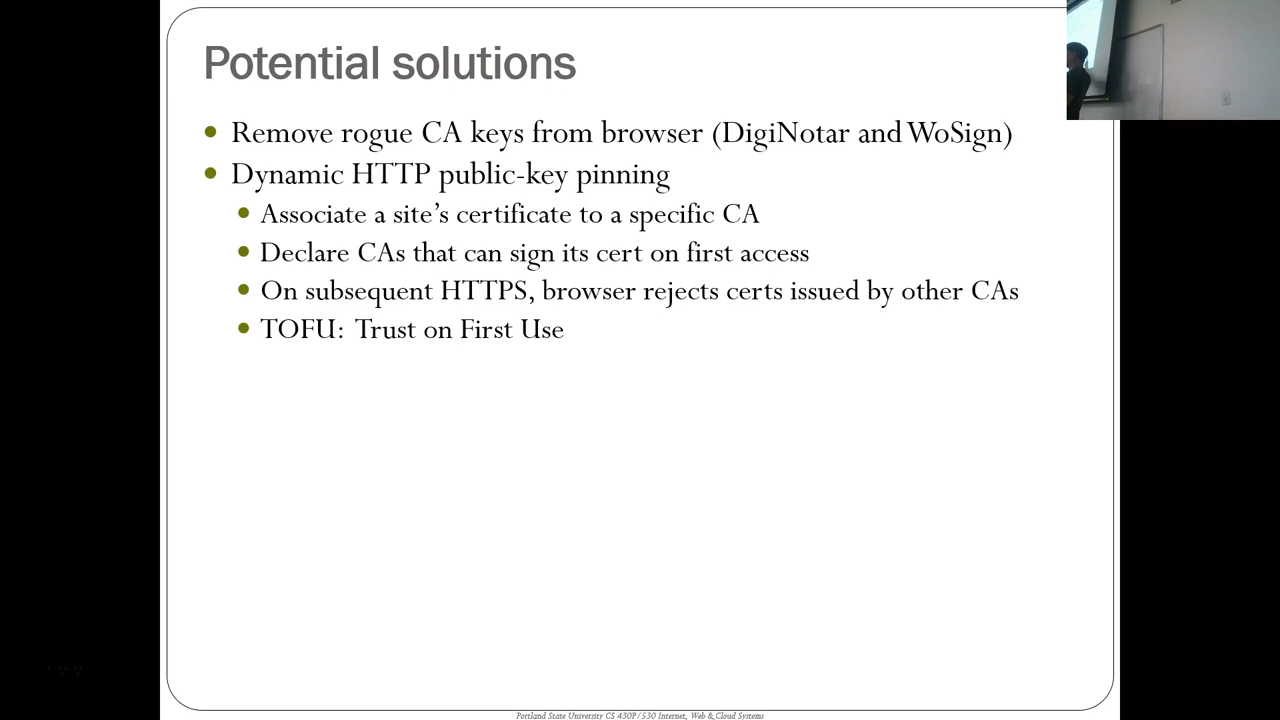 Potential solutions
Remove rogue CA keys from browser (DigiNotar and WoSign)
Dynamic HTTP public-key pinning
Associate a site's certificate to a specific CA
Declare CAs that can sign its cert on first access
On subsequent HTTPS, browser rejects certs issued by other CAs
TOFU: Trust on First Use
Portland State University CS 430P/530 Internet, Web & Cloud Systems